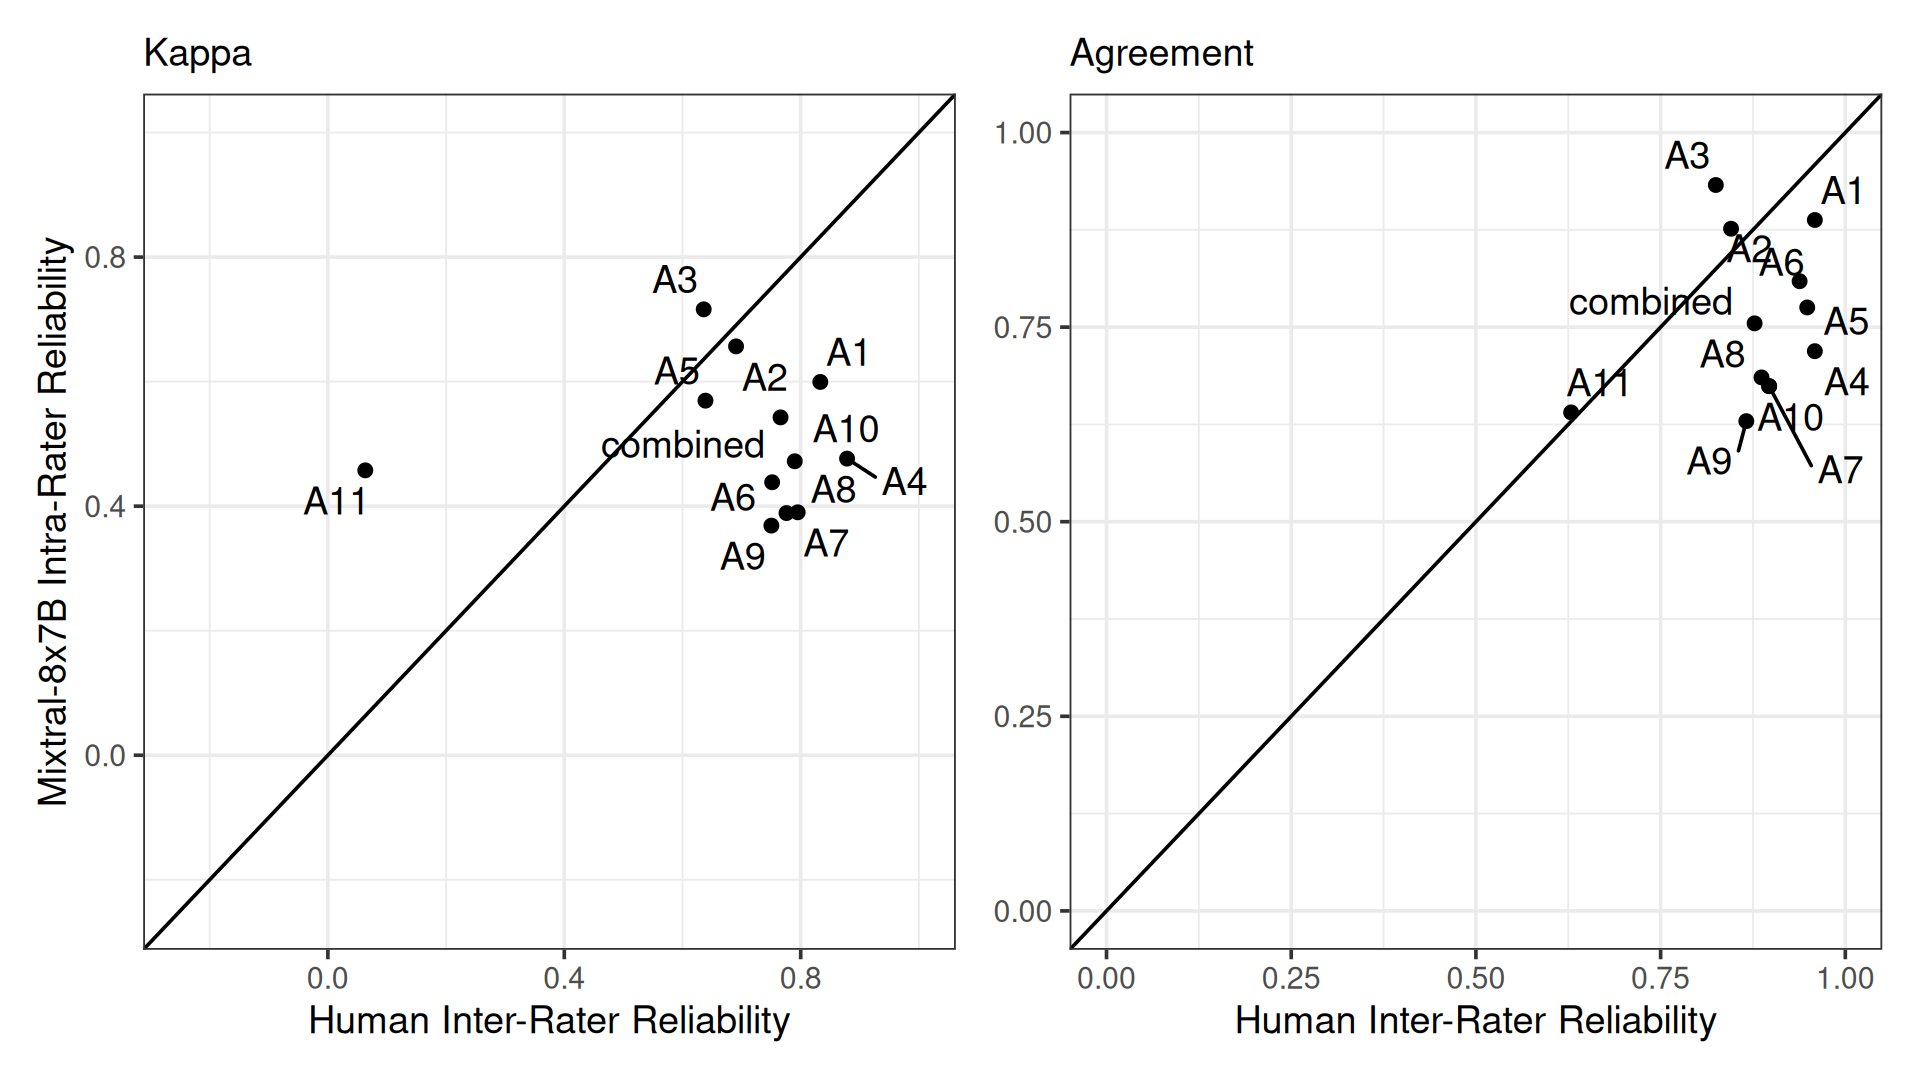 Kappa
Mixtral-8x7B Intra-Rater Reliability
0.8
0.4
0.0
A3
A1
A5
A2
A10
combined
A4
A6
A8
A11
A7
A9
0.0 0.4 0.8
Human Inter-Rater Reliability
Agreement
1.00
0.75
0.50
0.25
0.00
A3
A1
A2
A6
combined
A5
A8
A11
A4
A10
A9
A7
0.00 0.25 0.50 0.75 1.00
Human Inter-Rater Reliability